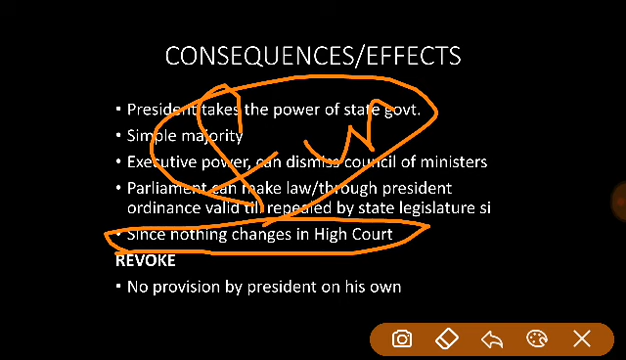 CONSEQUENCES/EFFECTS
• President takes the power of state govt.
• Simple majority
• Executive power, can dismiss council of ministers
• Parliament can make law/through president
ordinance valid till repealed by state legislature si
• Since nothing changes in High Court
REVOKE
• No provision by president on his own